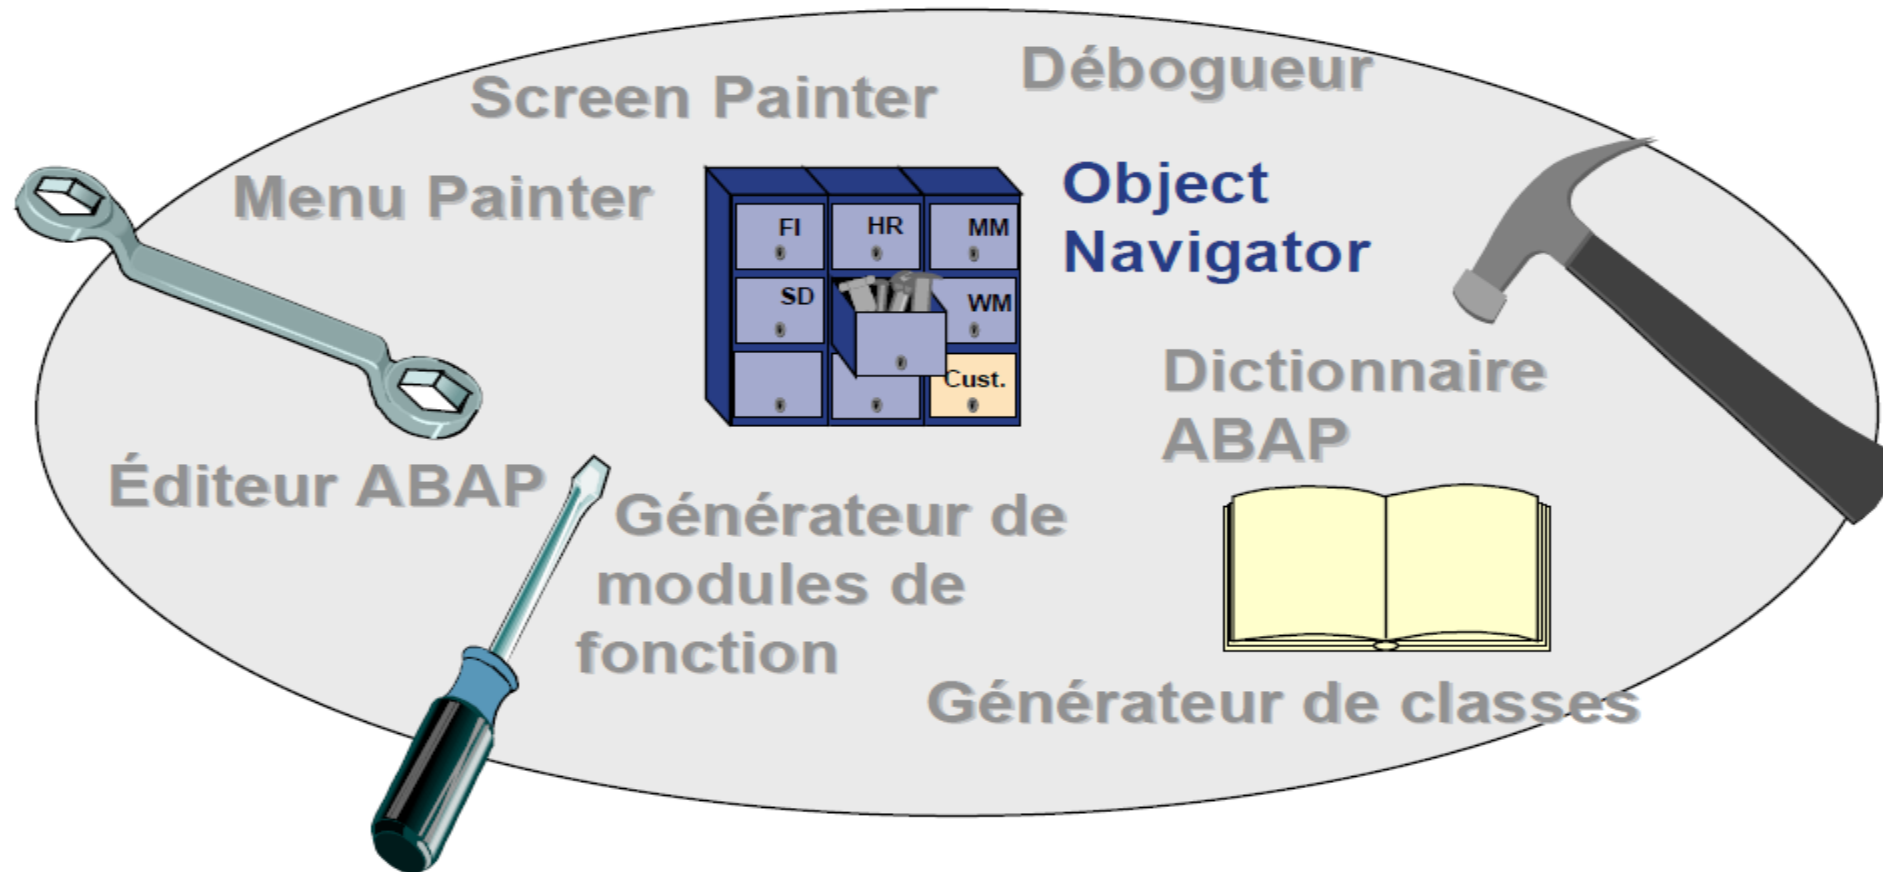 Débogueur
Screen Painter
Menu Painter
Object
Navigator
FI HR MM
SD WM
Cust.
Dictionnaire
ABAP
Éditeur ABAP
Générateur de
modules de
fonction
Générateur de classes